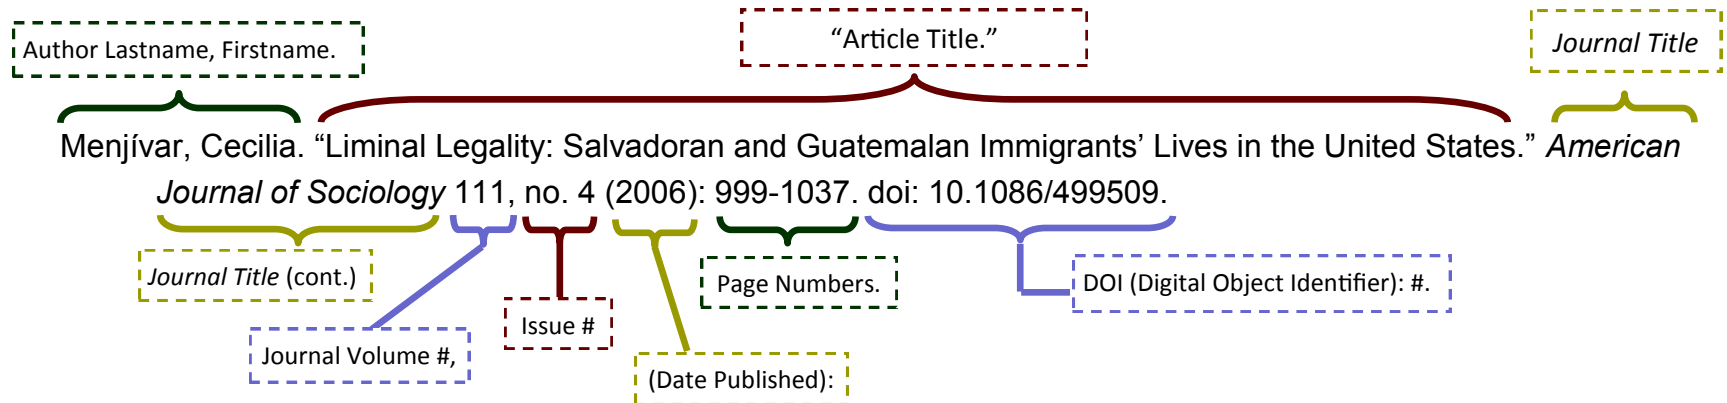 “Article Title.”
Journal Title
Author Lastname, Firstname.
Menjívar, Cecilia. “Liminal Legality: Salvadoran and Guatemalan Immigrants’ Lives in the United States.” American
Journal of Sociology 111, no. 4 (2006): 999-1037. doi: 10.1086/499509.
Journal Title (cont.)
Page Numbers.
DOI (Digital Object Identifier): #.
Issue #
Journal Volume #,
(Date Published):